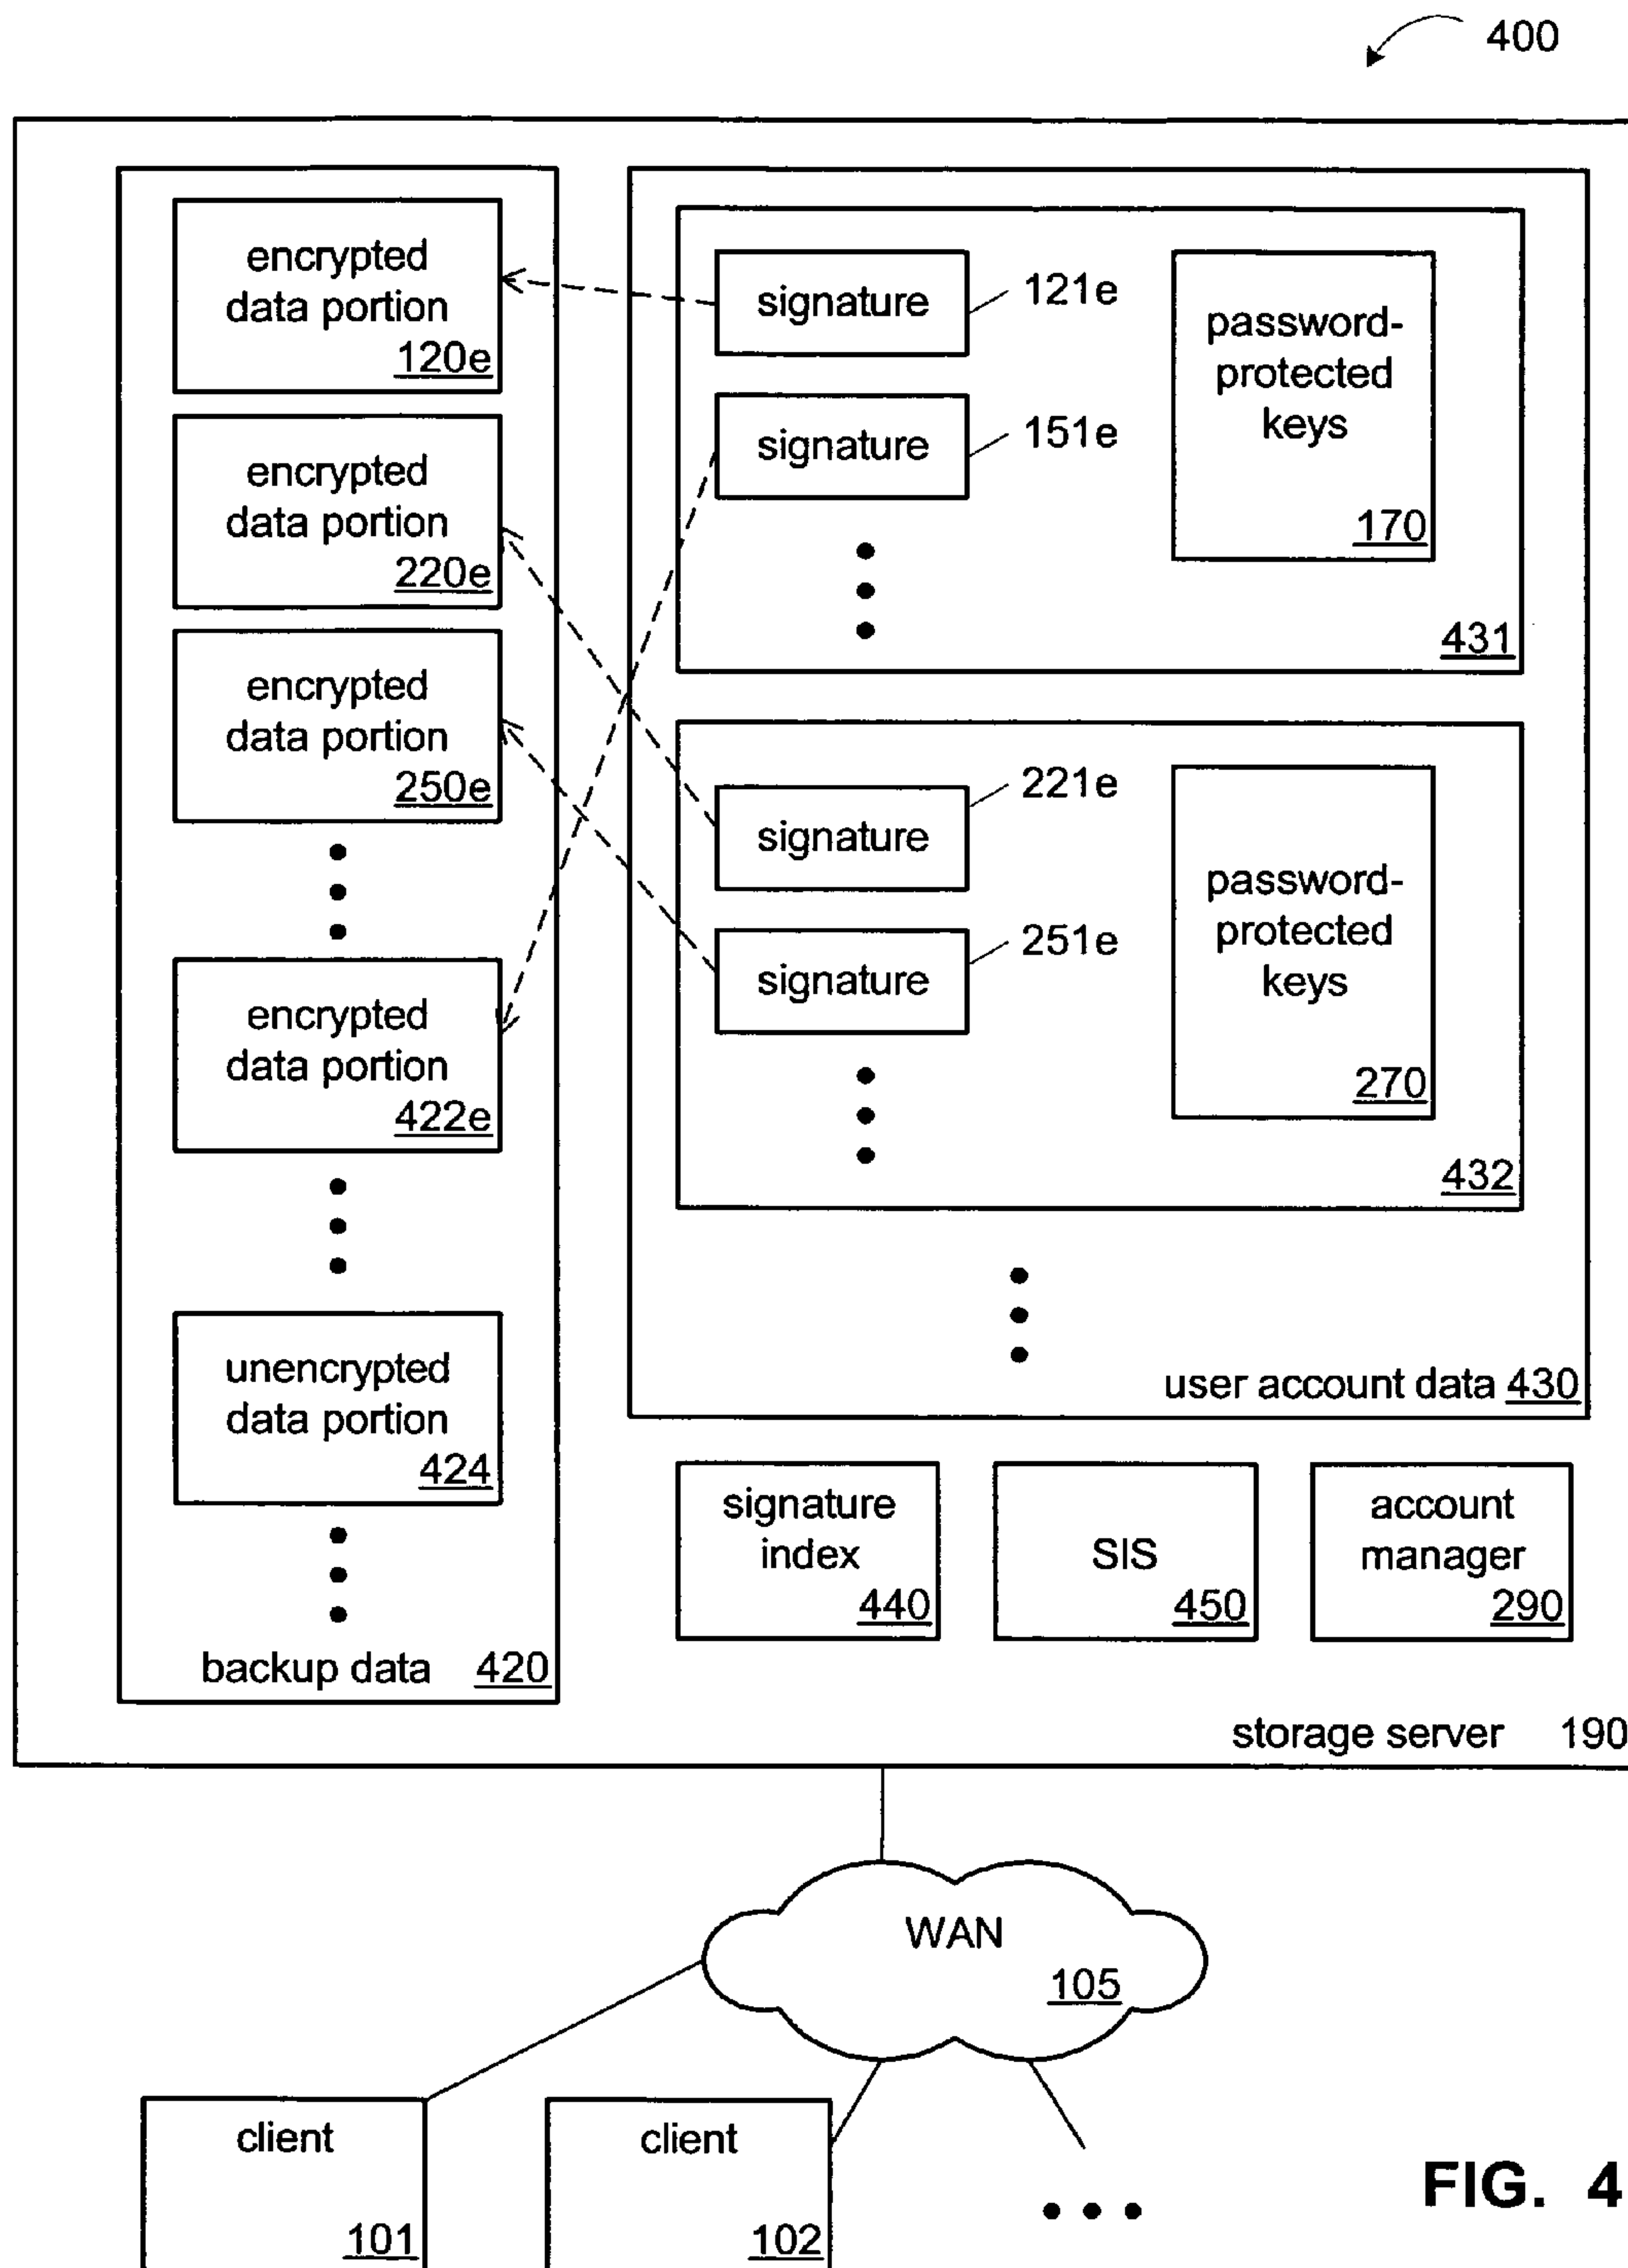 400
encrypted
data portion
120e
encrypted
data portion
220e
encrypted
data portion
250e
encrypted
data portion
422e
unencrypted
data portion
424
backup data 420
signature 121e
signature 151e
password-
protected
keys
170
431
signature 221e
signature 251e
password-
protected
keys
270
432
user account data 430
signature
index
440
SIS
450
account
manager
290
storage server 190
WAN
105
client
101
client
102
FIG. 4